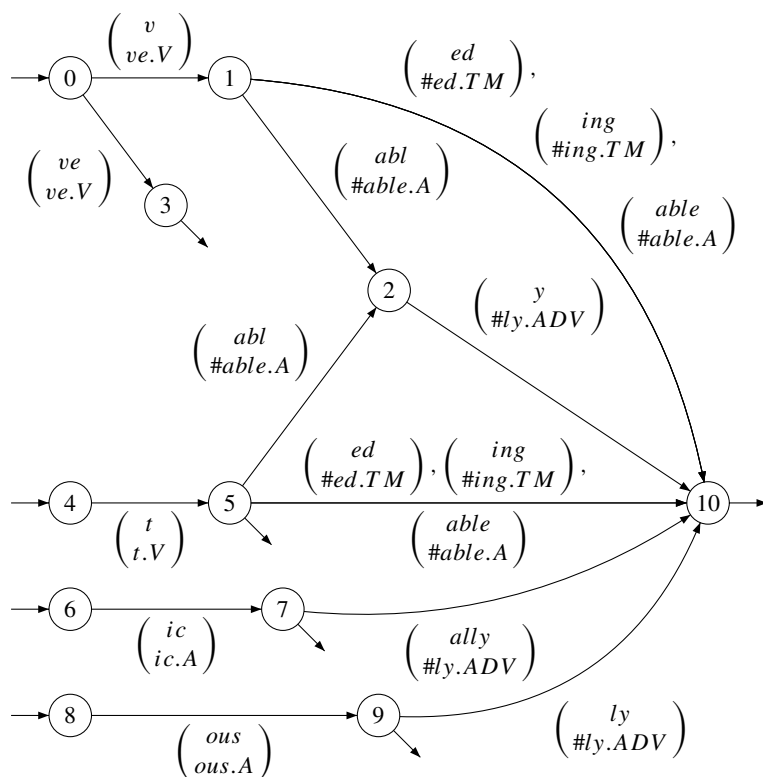 v
ve.V
ed
#ed.TM ,
0
1
ing
#ing.TM ,
abl
#able.A
ve
ve.V
able
#able.A
3
2
y
#ly.ADV
abl
#able.A
ed
#ed.TM ,
ing
#ing.TM ,
4
5
10
t
t.V
able
#able.A
6
7
ic
ic.A
ally
#ly.ADV
8
9
ous
ous.A
ly
#ly.ADV